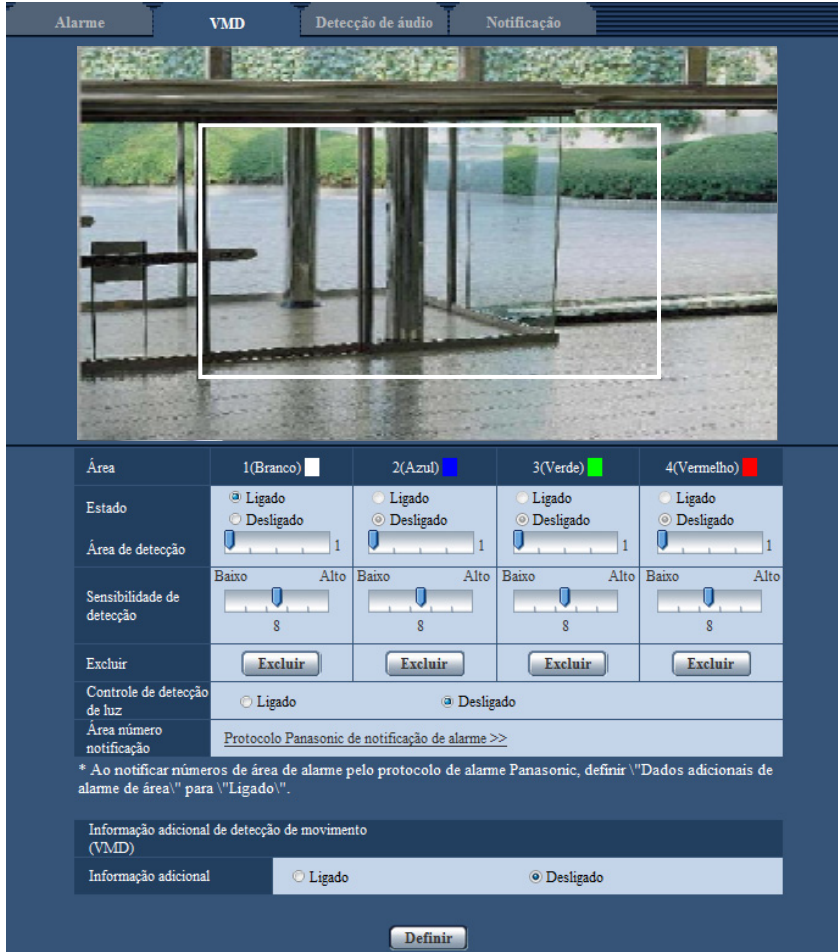 Alarme VMD Detecção de áudio Notificação
Área 1(Branco) 2(Azul) 3(Verde) 4(Vermelho)
Estado
Ligado Ligado Ligado Ligado
Desligado Desligado Desligado Desligado
Área de detecção 1 1 1 1
Baixo Alto Baixo Alto Baixo Alto Baixo Alto
Sensibilidade de
detecção
8 8 8 8
Excluir Excluir Excluir Excluir Excluir
Controle de detecção
de luz
Ligado Desligado
Área número
notificação
Protocolo Panasonic de notificação de alarme >>
* Ao notificar números de área de alarme pelo protocolo de alarme Panasonic, definir \"Dados adicionais de
alarme de área\" para \"Ligado\".
Informação adicional de detecção de movimento
(VMD)
Informação adicional Ligado Desligado
Definir